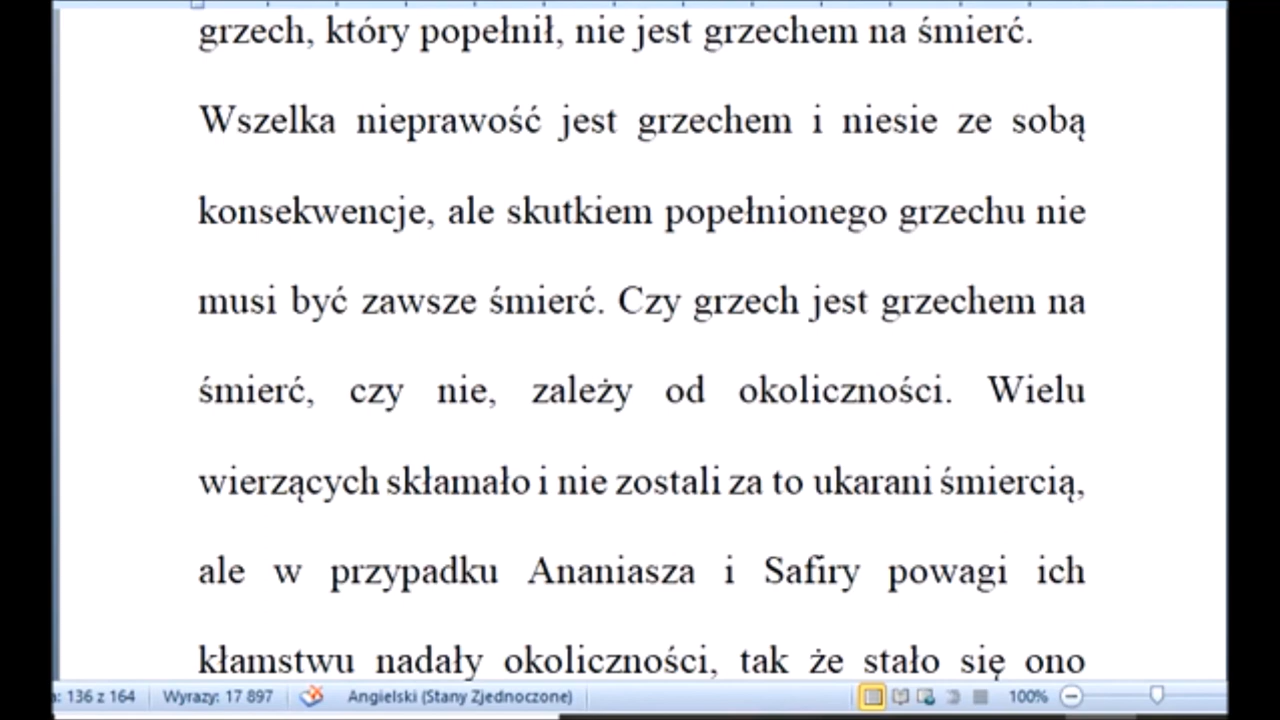 grzech, który popełnił, nie jest grzechem na śmierć.
Wszelka nieprawość jest grzechem i niesie ze sobą
konsekwencje, ale skutkiem popełnionego grzechu nie
musi być zawsze śmierć. Czy grzech jest grzechem na
śmierć, czy nie, zależy od okoliczności. Wielu
wierzących skłamało i nie zostali za to ukarani śmiercią,
ale w przypadku Ananiasza i Safiry powagi ich
kłamstwu nadały okoliczności, tak że stało się ono
a: 136 z 164 Wyrazy: 17 897 Angielski (Stany Zjednoczone) 100%